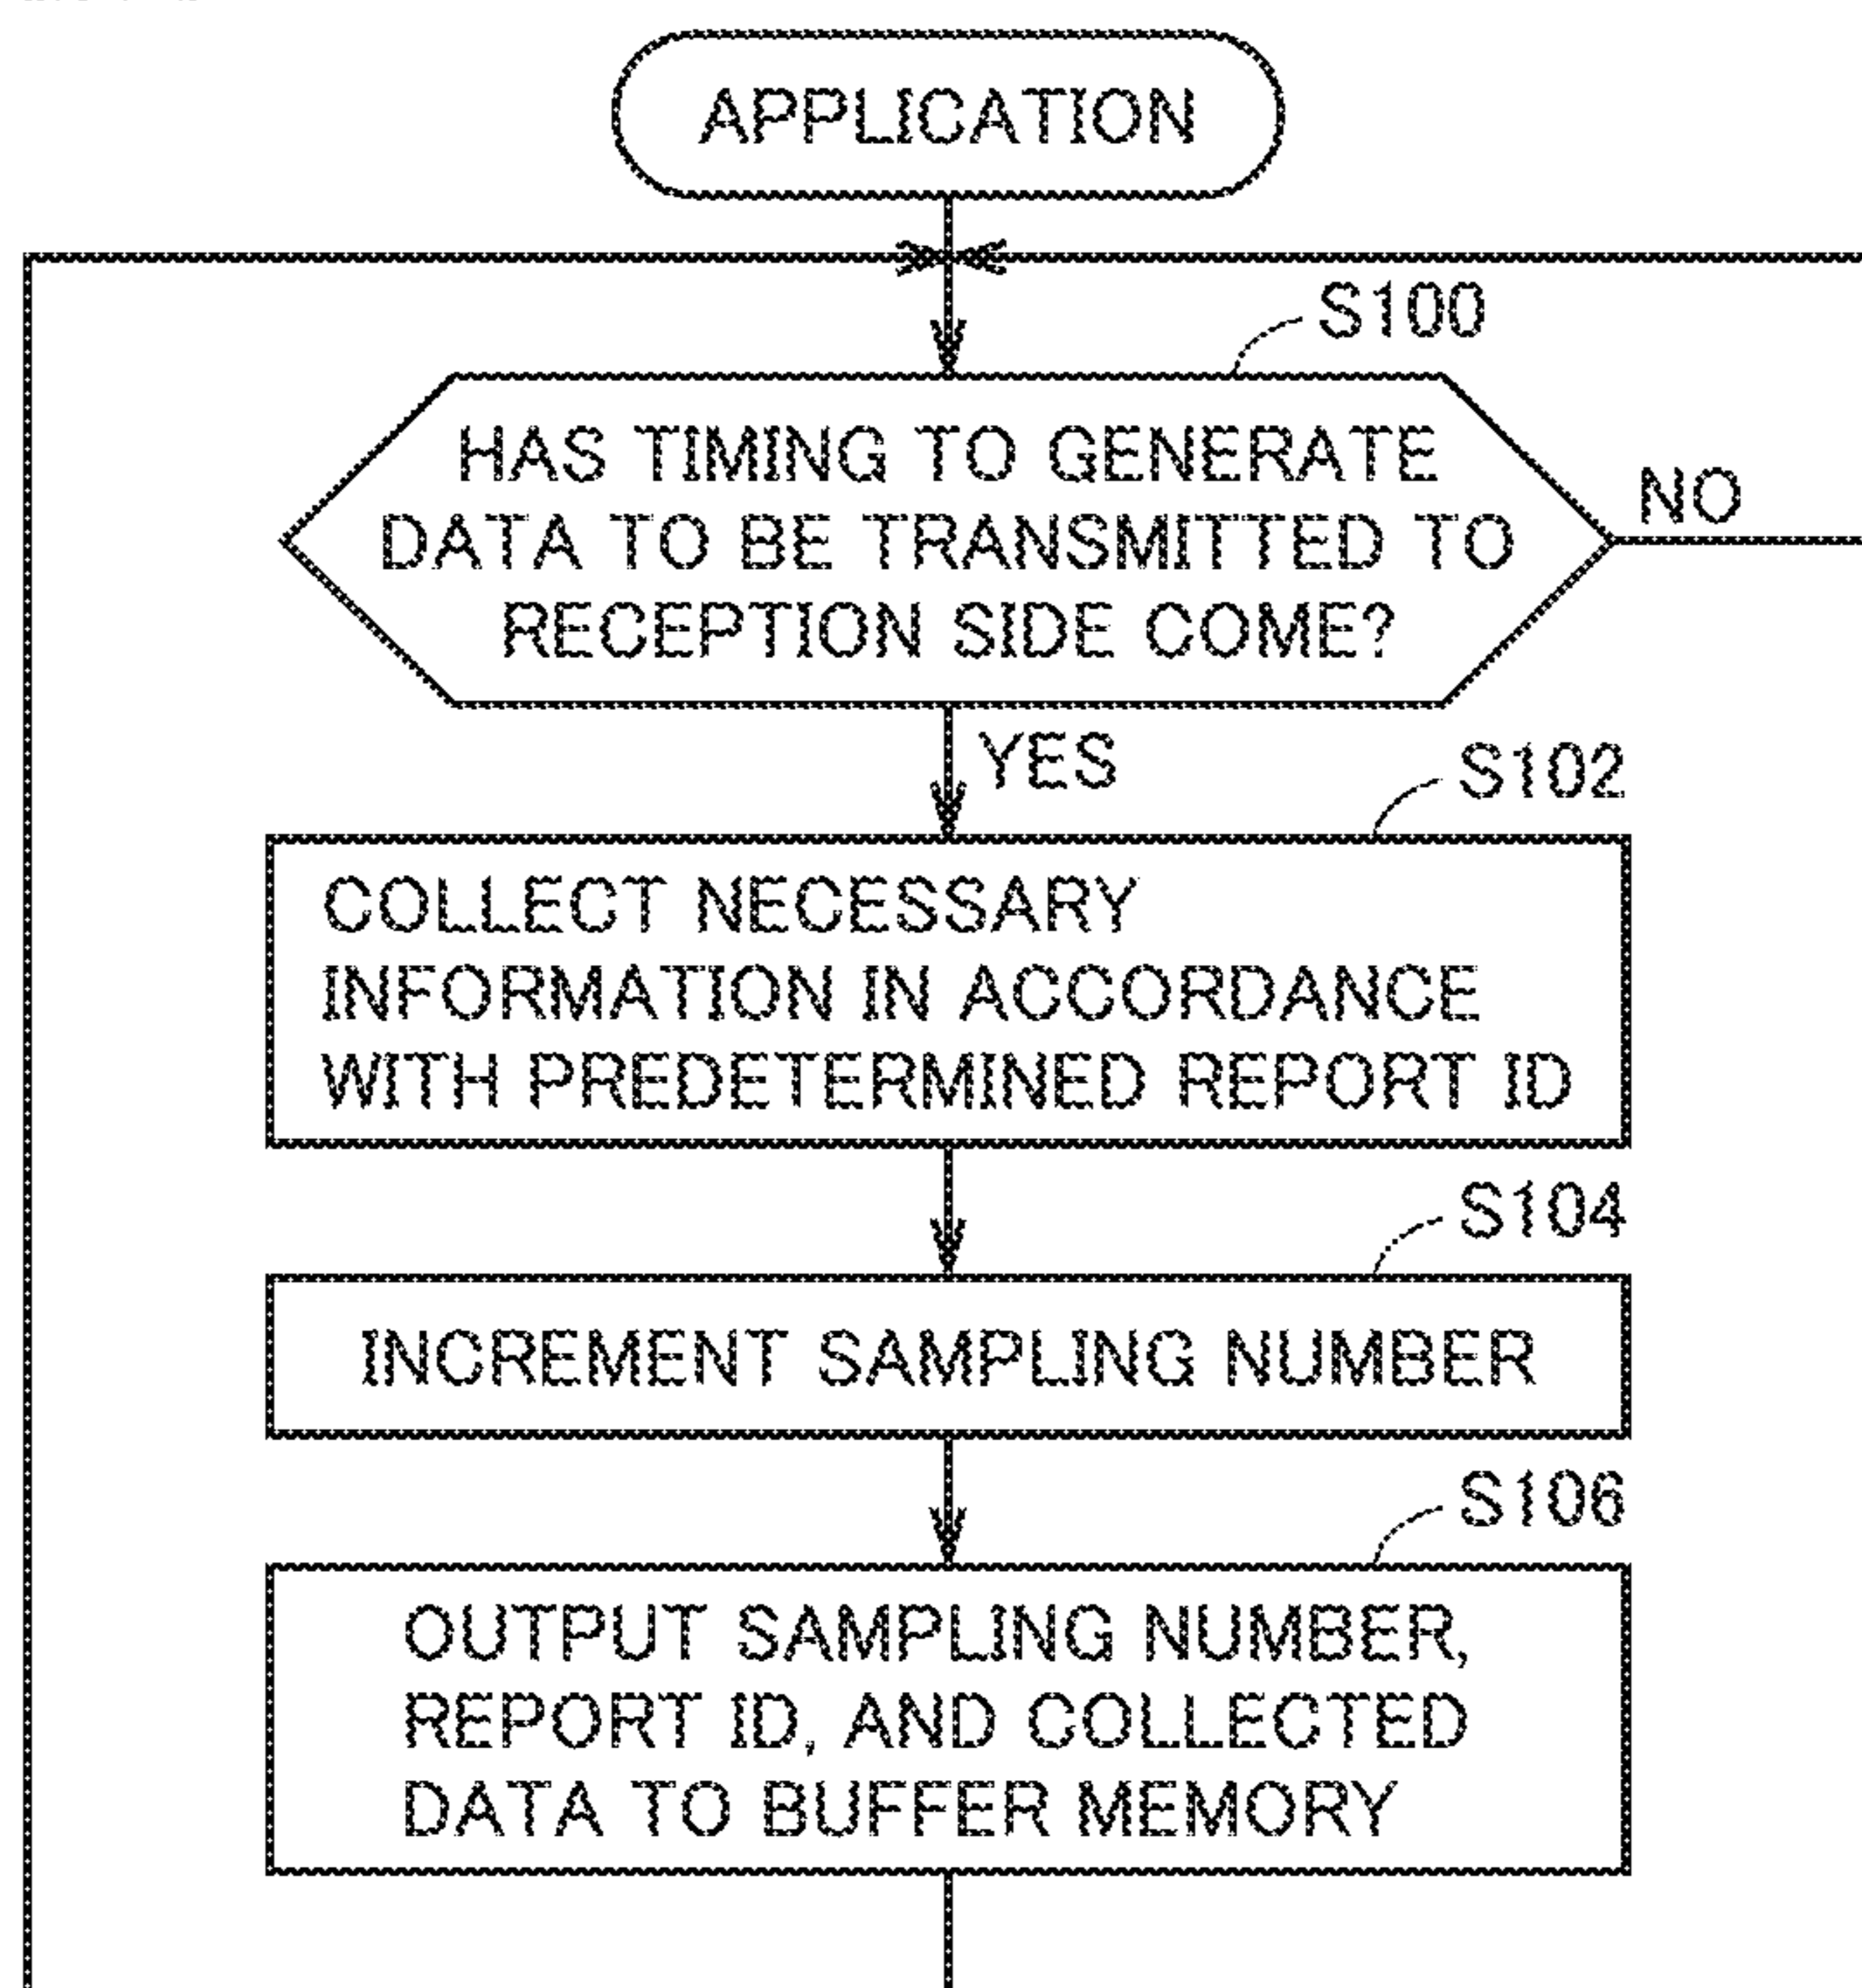 APPLICATION
S100
HAS TIMING TO GENERATE
DATA TO BE TRANSMITTED TO
RECEPTION SIDE COME?
NO
YES
S102
COLLECT NECESSARY
INFORMATION IN ACCORDANCE
WITH PREDETERMINED REPORT ID
S104
INCREMENT SAMPLING NUMBER
S106
OUTPUT SAMPLING NUMBER,
REPORT ID, AND COLLECTED
DATA TO BUFFER MEMORY